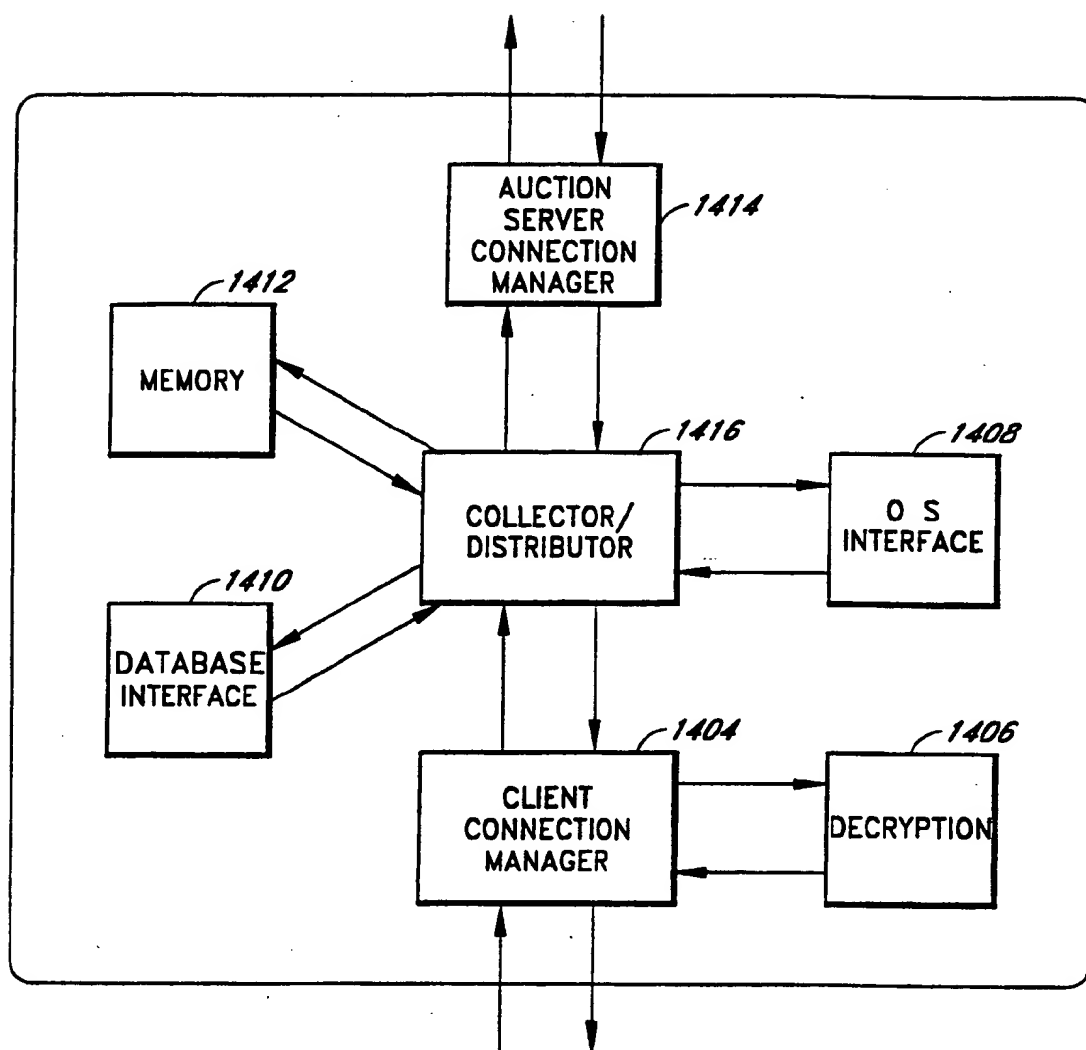 AUCTION
SERVER
CONNECTION
MANAGER
1414
1412
MEMORY
1416
COLLECTOR/
DISTRIBUTOR
1408
O S
INTERFACE
1410
DATABASE
INTERFACE
1404
CLIENT
CONNECTION
MANAGER
1406
DECRYPTION